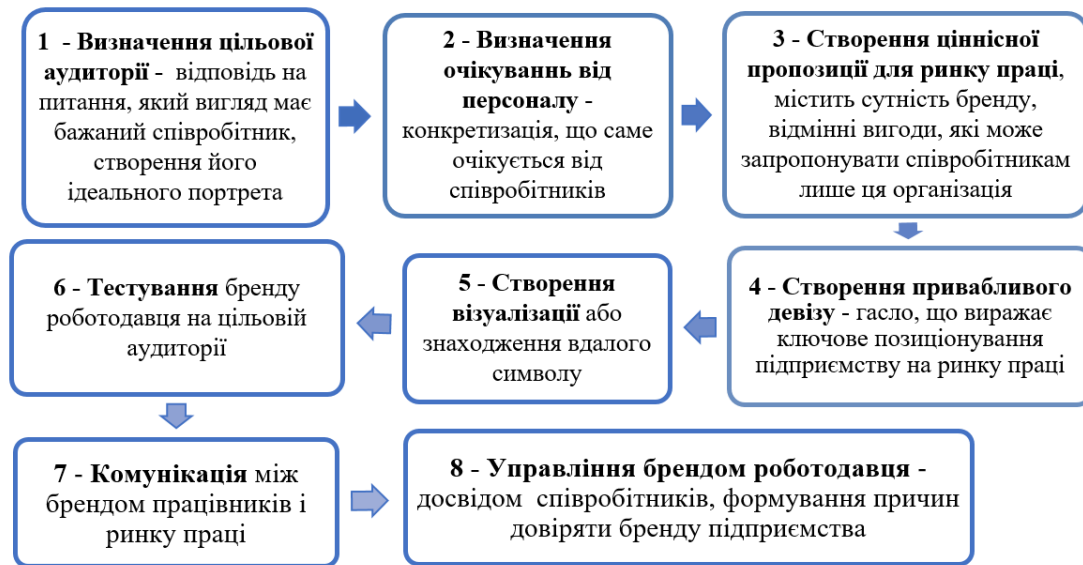 1 - Визначення цільової
аудиторії - відповідь на
питання, який вигляд має
бажаний співробітник,
створення його
ідеального портрета
2 - Визначення
очікуваннь від
персоналу -
конкретизація, що саме
очікується від
співробітників
3 - Створення ціннісної
пропозиції для ринку праці,
містить сутність бренду,
відмінні вигоди, які може
запропонувати співробітникам
лише ця організація
4 - Створення привабливого
девізу - гасло, що виражає
ключове позиціонування
підприємству на ринку праці
5 - Створення
візуалізації або
знаходження вдалого
символу
6 - Тестування бренду
роботодавця на цільовій
аудиторії
7 - Комунікація між
брендом працівників і
ринку праці
8 - Управління брендом роботодавця -
досвідом співробітників, формування причин
довіряти бренду підприємства